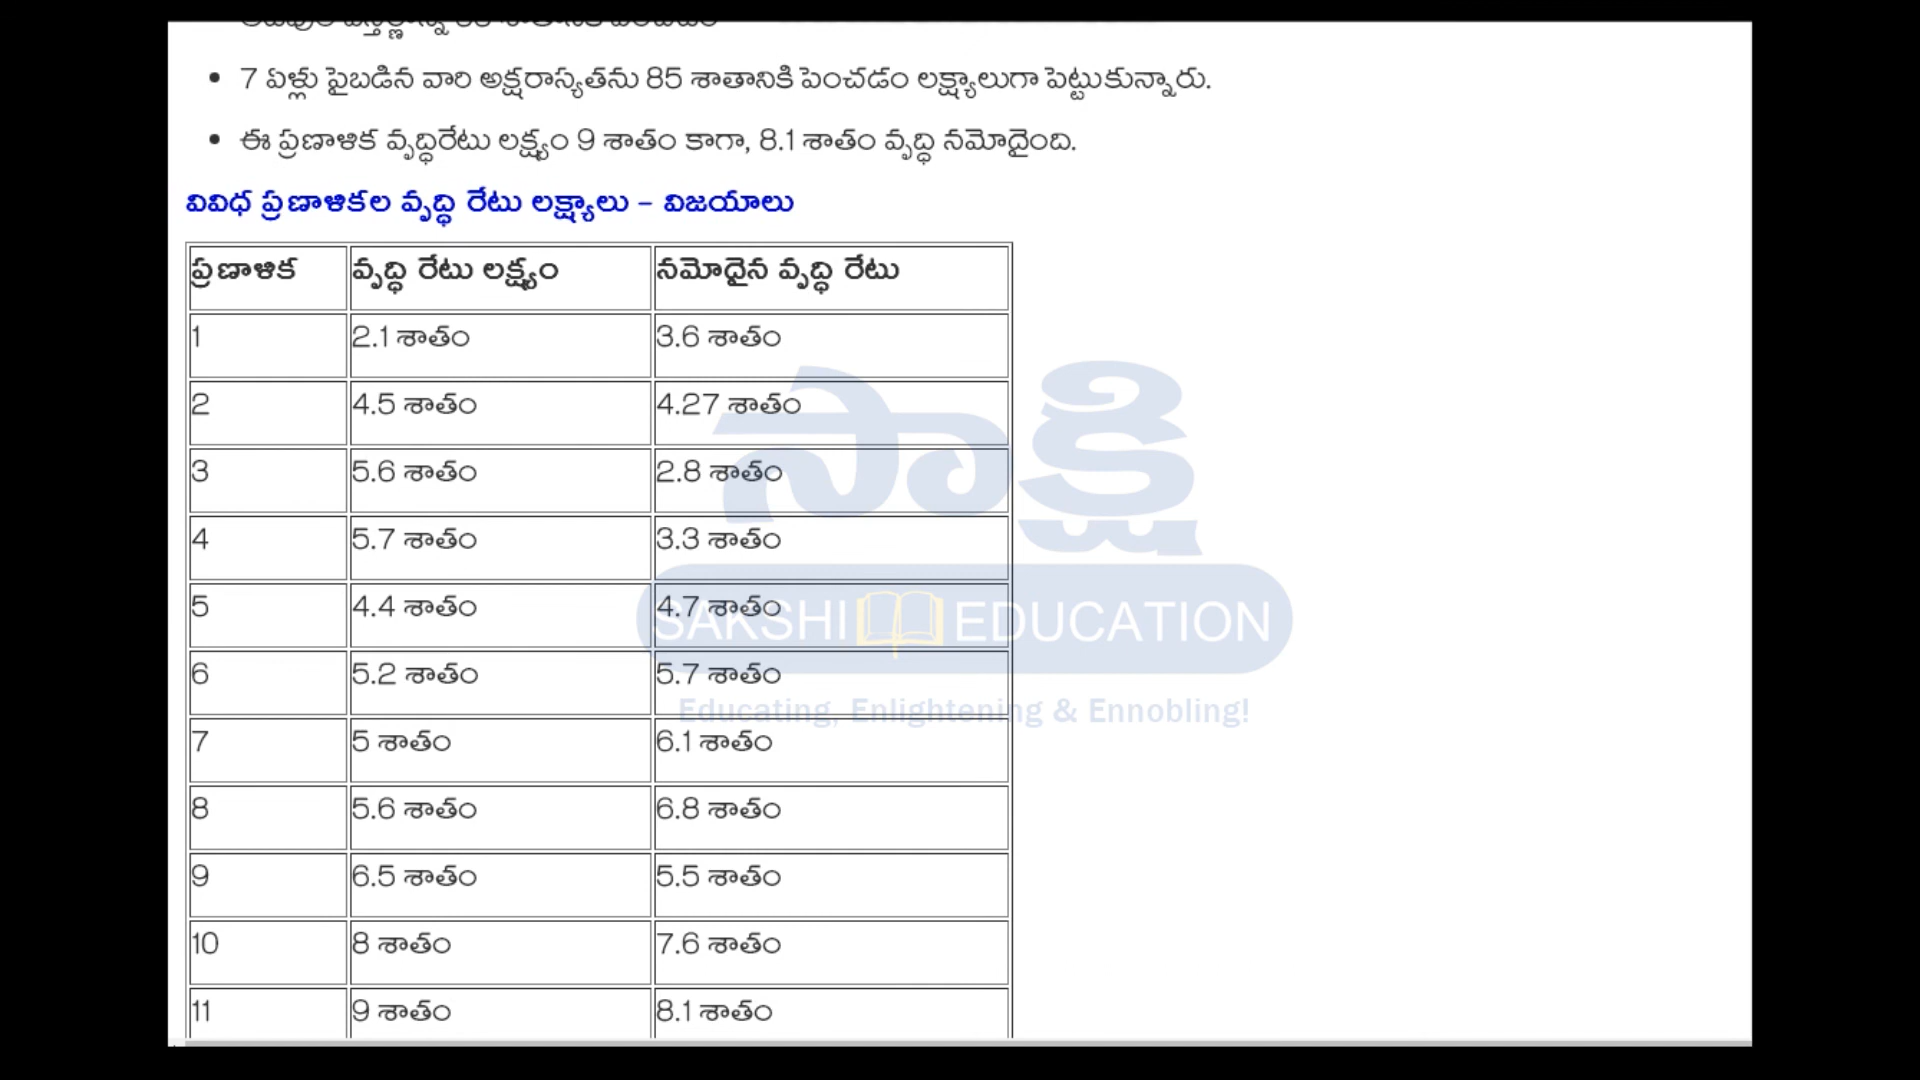 • 7 ఏళ్లు పైబడిన వారి అక్షరాస్యతను 85 శాతానికి పెంచడం లక్ష్యాలుగా పెట్టుకున్నారు.
• ఈ ప్రణాళిక వృద్ధిరేటు లక్ష్యం 9 శాతం కాగా, 8.1 శాతం వృద్ధి నమోదైంది.
వివిధ ప్రణాళికల వృద్ధి రేటు లక్ష్యాలు – విజయాలు
ప్రణాళిక వృద్ధి రేటు లక్ష్యం నమోదైన వృద్ధి రేటు
1 2.1 శాతం 3.6 శాతం
2 4.5 శాతం 4.27 శాతం
3 5.6 శాతం 2.8 శాతం
4 5.7 శాతం 3.3 శాతం
5 4.4 శాతం 4.7 శాతం
6 5.2 శాతం 5.7 శాతం
7 5 శాతం 6.1 శాతం
8 5.6 శాతం 6.8 శాతం
9 6.5 శాతం 5.5 శాతం
10 8 శాతం 7.6 శాతం
11 9 శాతం 8.1 శాతం
సాక్షి
SAKSHI EDUCATION
Educating, Enlightening & Ennobling!